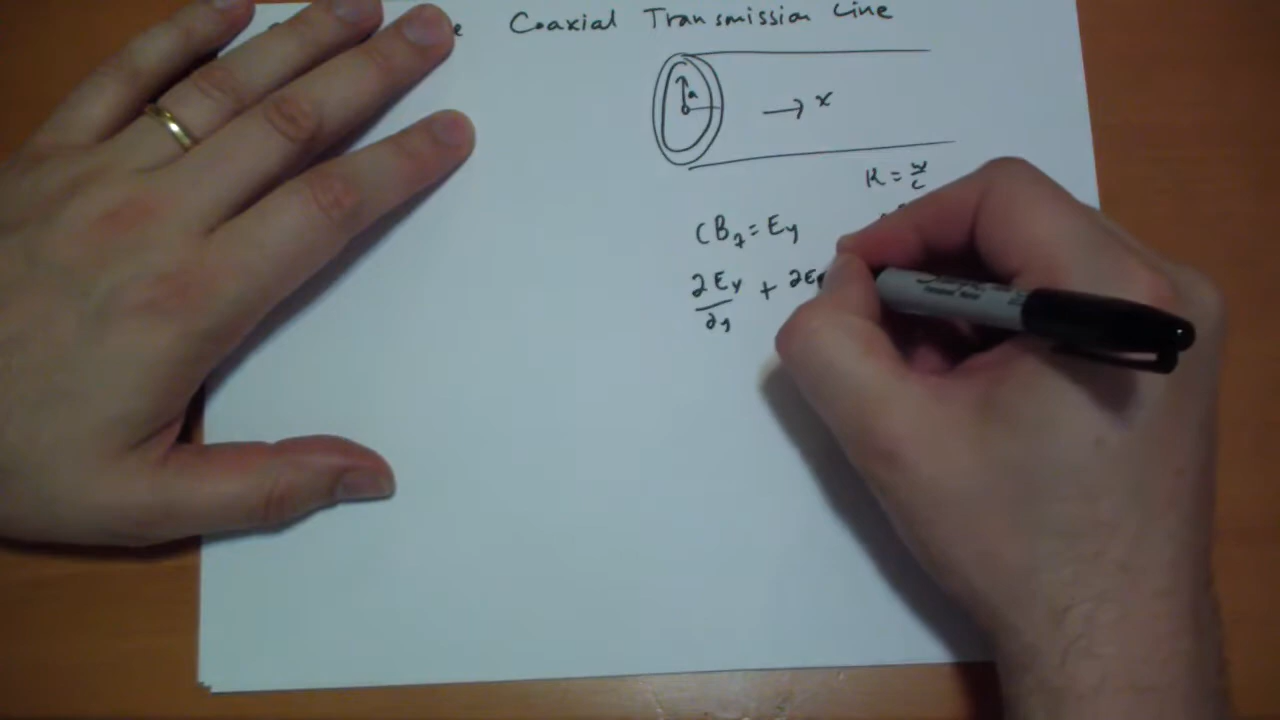 Coaxial Transmission Line
a
x
K = w/c
CB_z = E_y
∂E_y/∂y + ∂E